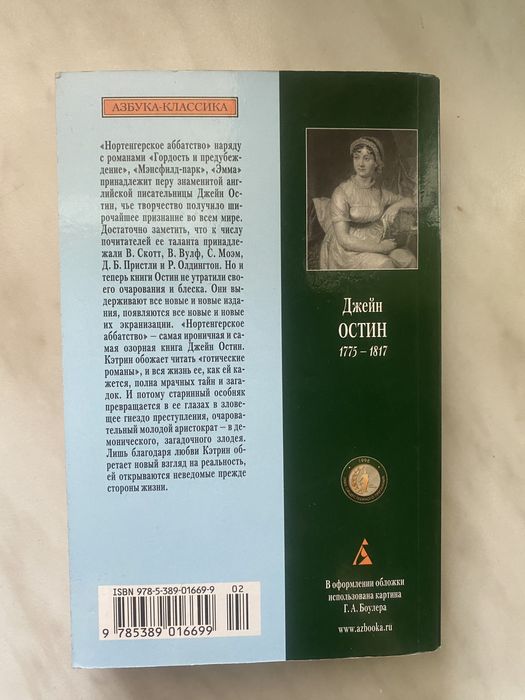 АЗБУКА-КЛАССИКА
«Нортенгерское аббатство» наряду
с романами «Гордость и предубеж-
дение», «Мэнсфилд-парк», «Эмма»
принадлежит перу знаменитой анг-
лийской писательницы Джейн Ос-
тин, чье творчество получило ши-
рочайшее признание во всем мире.
Достаточно заметить, что к числу
почитателей ее таланта принадле-
жали В. Скотт, В. Вулф, С. Моэм,
Д. Б. Пристли и Р. Олдингтон. Но и
теперь книги Остин не утратили свое-
го очарования и блеска. Они вы-
держивают все новые и новые изда-
ния, появляются все новые и новые
их экранизации. «Нортенгерское
аббатство» – самая ироничная и са-
мая озорная книга Джейн Остин.
Кэтрин обожает читать «готические
романы», и вся жизнь ее, как ей ка-
жется, полна мрачных тайн и зага-
док. И потому старинный особняк
превращается в ее глазах в злове-
щее гнездо преступления, очарова-
тельный молодой аристократ – в де-
монического, загадочного злодея.
Лишь благодаря любви Кэтрин об-
ретает новый взгляд на реальность,
ей открываются неведомые прежде
стороны жизни.
ISBN 978-5-389-01669-9
02
9 785389 016699
Джейн
ОСТИН
1775 – 1817
1998
В оформлении обложки
использована картина
Г. А. Боулера
www.azbooka.ru